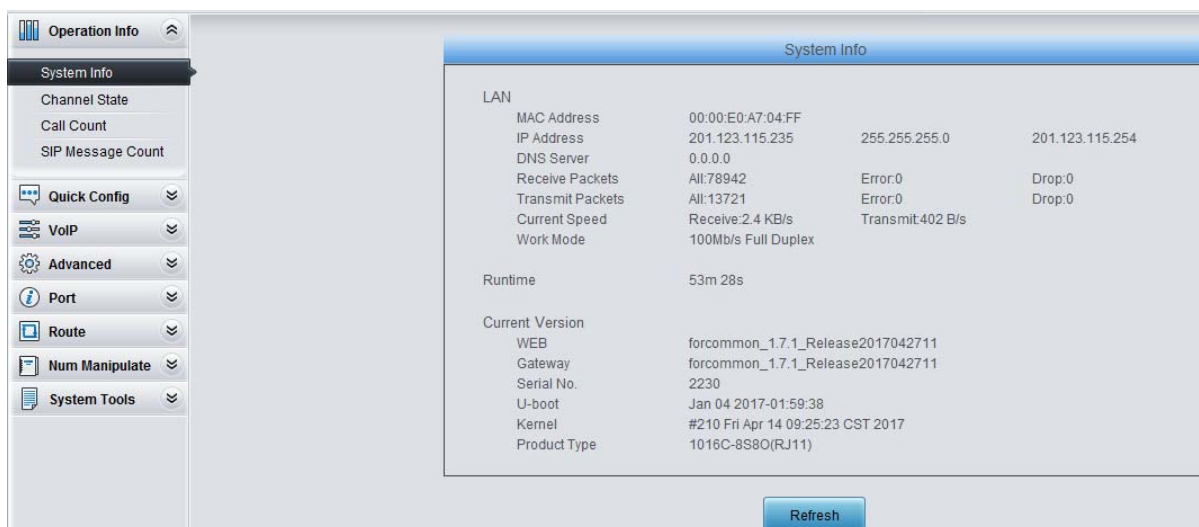 Operation Info
System Info
Channel State
Call Count
SIP Message Count
Quick Config
VoIP
Advanced
Port
Route
Num Manipulate
System Tools
System Info
LAN
MAC Address 00:00:E0:A7:04:FF
IP Address 201.123.115.235 255.255.255.0 201.123.115.254
DNS Server 0.0.0.0
Receive Packets All:78942 Error:0 Drop:0
Transmit Packets All:13721 Error:0 Drop:0
Current Speed Receive:2.4 KB/s Transmit:402 B/s
Work Mode 100Mb/s Full Duplex
Runtime 53m 28s
Current Version
WEB forcommon_1.7.1_Release2017042711
Gateway forcommon_1.7.1_Release2017042711
Serial No. 2230
U-boot Jan 04 2017-01:59:38
Kernel #210 Fri Apr 14 09:25:23 CST 2017
Product Type 1016C-8S8O(RJ11)
Refresh